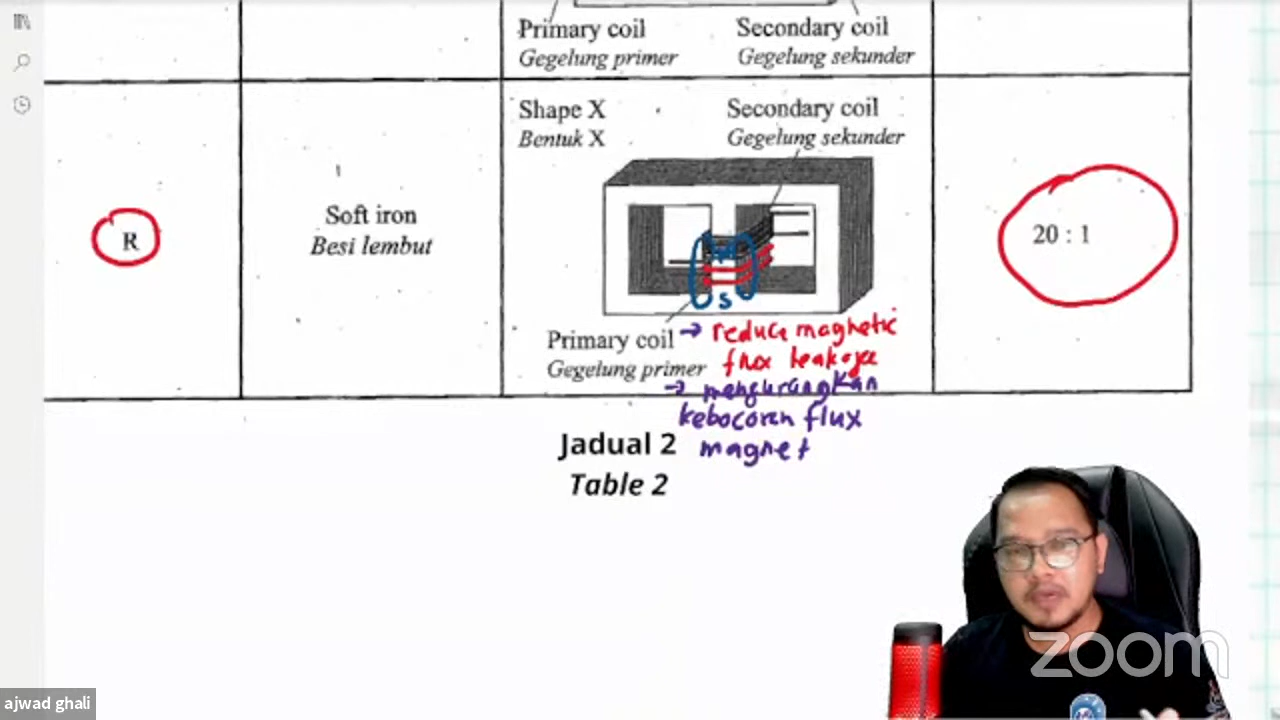 Primary coil
Gegelung primer
Secondary coil
Gegelung sekunder
R
Soft iron
Besi lembut
Shape X
Bentuk X
Secondary coil
Gegelung sekunder
S
Primary coil
Gegelung primer
→ reduce magnetic
flux leakage
→ mengurangkan
kebocoran flux
magnet
20 : 1
Jadual 2
Table 2
zoom
ajwad ghali